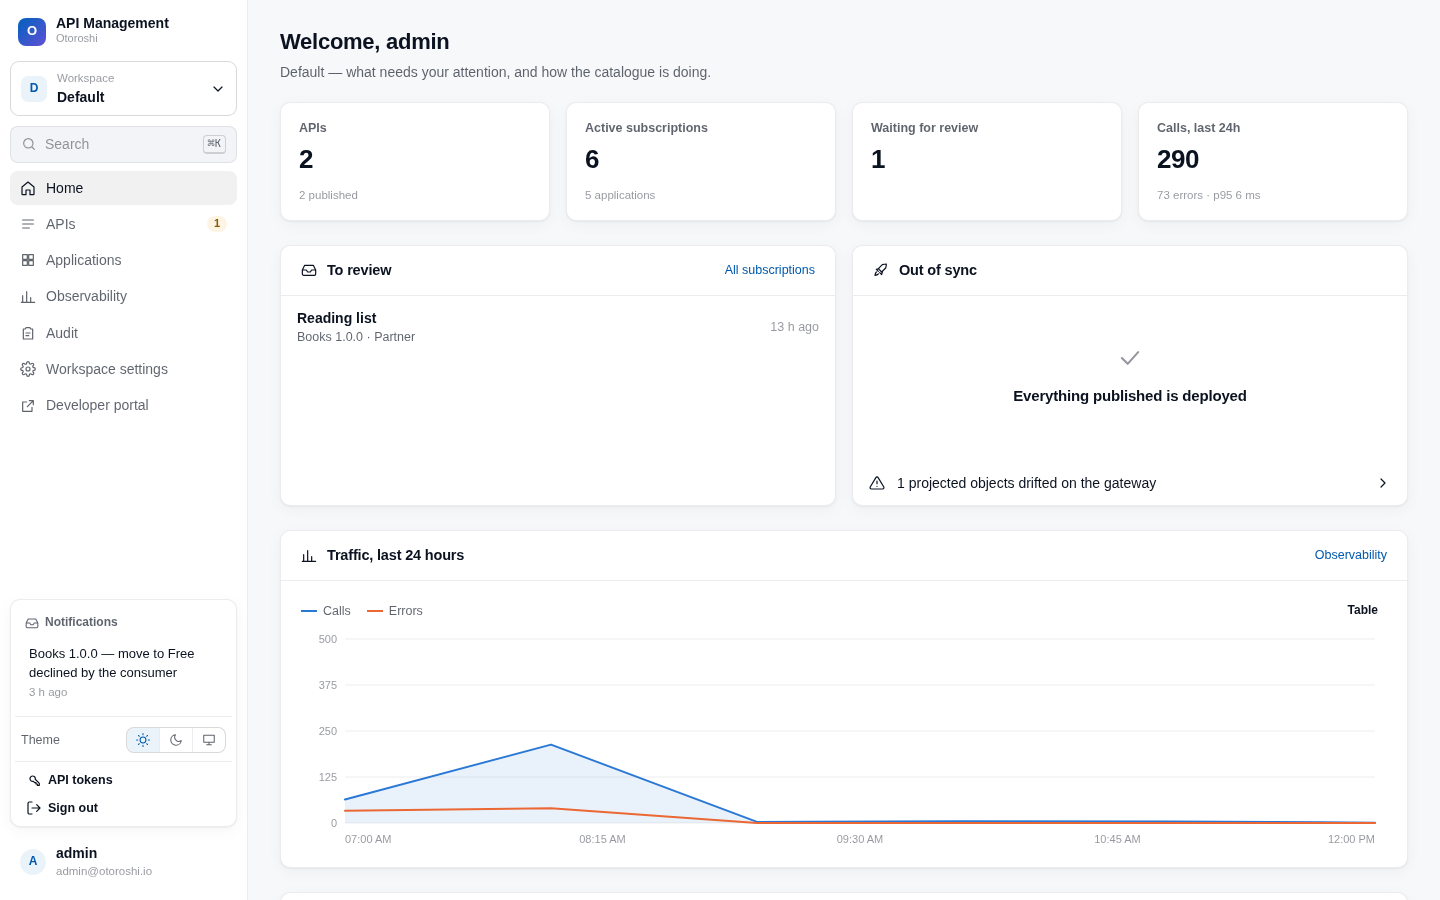 O
API Management
Otoroshi
D
Workspace
Default
Search
⌘K
Home
APIs
1
Applications
Observability
Audit
Workspace settings
Developer portal
Notifications
Books 1.0.0 — move to Free
declined by the consumer
3 h ago
Theme
API tokens
Sign out
A
admin
admin@otoroshi.io
Welcome, admin
Default — what needs your attention, and how the catalogue is doing.
APIs
2
2 published
Active subscriptions
6
5 applications
Waiting for review
1
Calls, last 24h
290
73 errors · p95 6 ms
To review
All subscriptions
Reading list
Books 1.0.0 · Partner
13 h ago
Out of sync
Everything published is deployed
1 projected objects drifted on the gateway
Traffic, last 24 hours
Observability
Calls
Errors
Table
500
375
250
125
0
07:00 AM
08:15 AM
09:30 AM
10:45 AM
12:00 PM